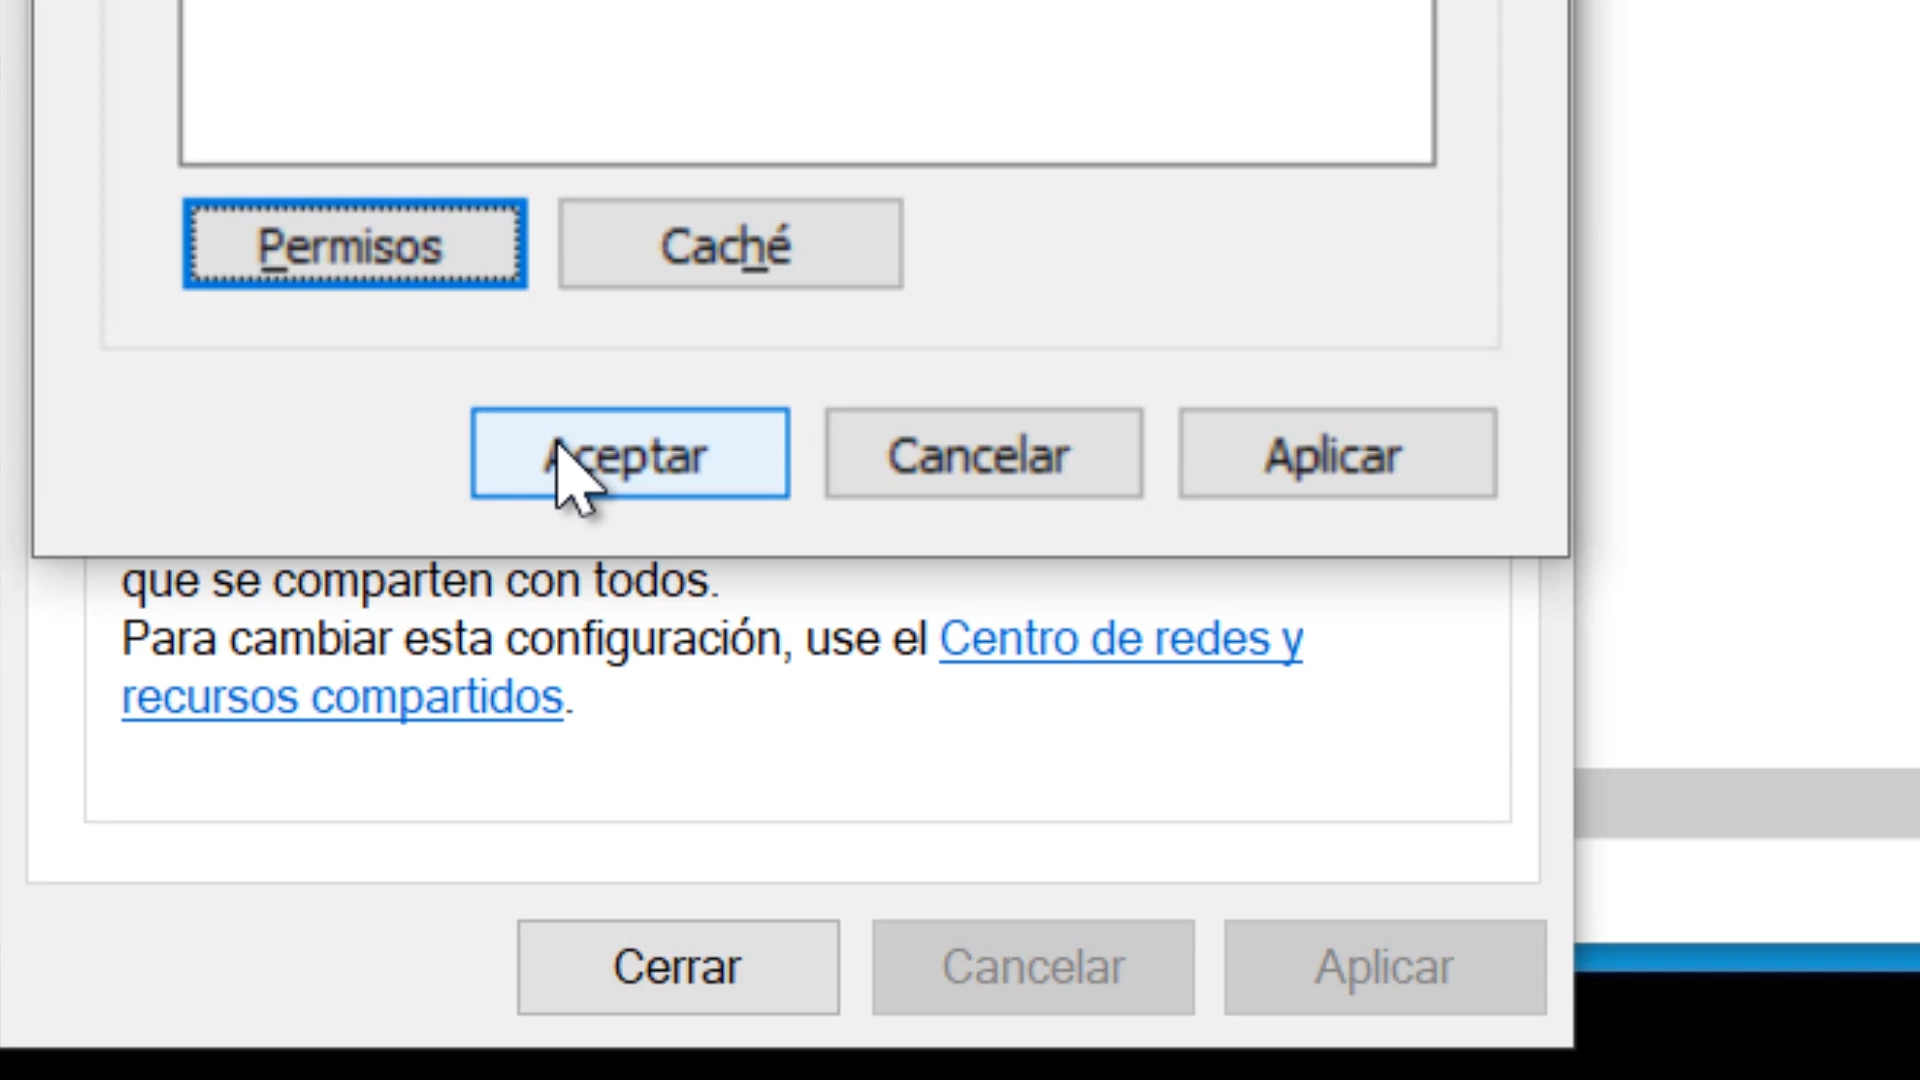 Permisos
Caché
Aceptar
Cancelar
Aplicar
que se comparten con todos.
Para cambiar esta configuración, use el Centro de redes y
recursos compartidos.
Cerrar
Cancelar
Aplicar